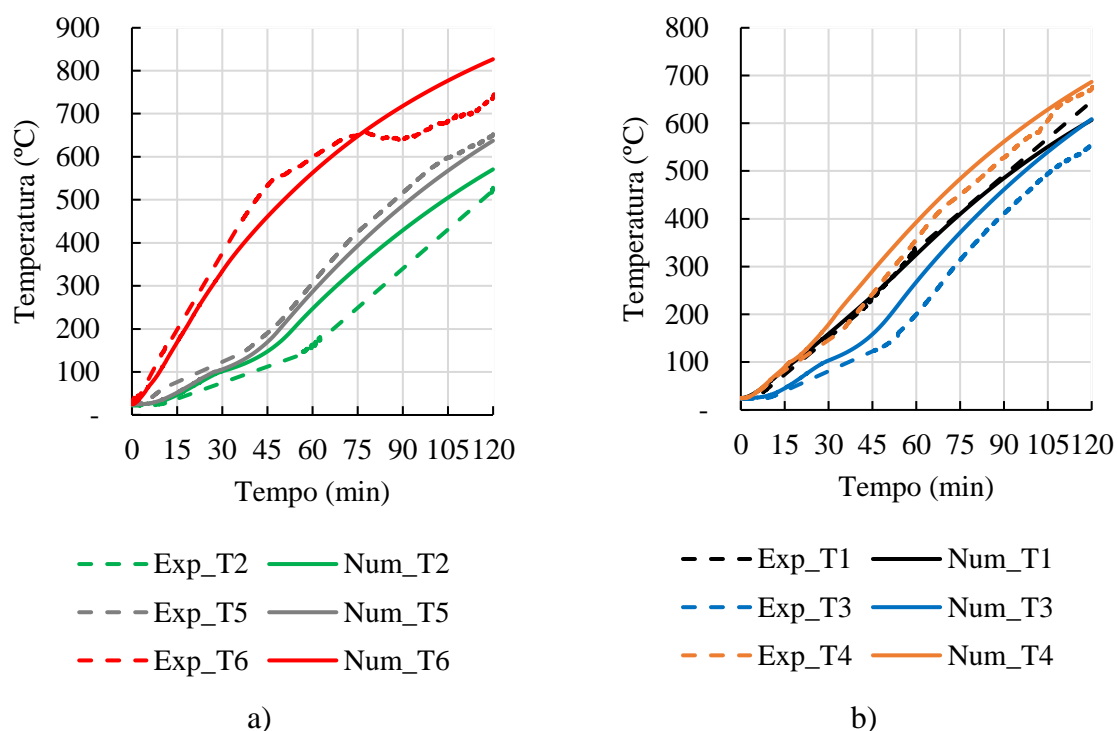 900
800
700
600
500
400
300
200
100
-
Temperatura (ºC)
0 15 30 45 60 75 90 105 120
Tempo (min)
Exp_T2 Num_T2
Exp_T5 Num_T5
Exp_T6 Num_T6
a)
800
700
600
500
400
300
200
100
-
Temperatura (ºC)
0 15 30 45 60 75 90 105 120
Tempo (min)
Exp_T1 Num_T1
Exp_T3 Num_T3
Exp_T4 Num_T4
b)